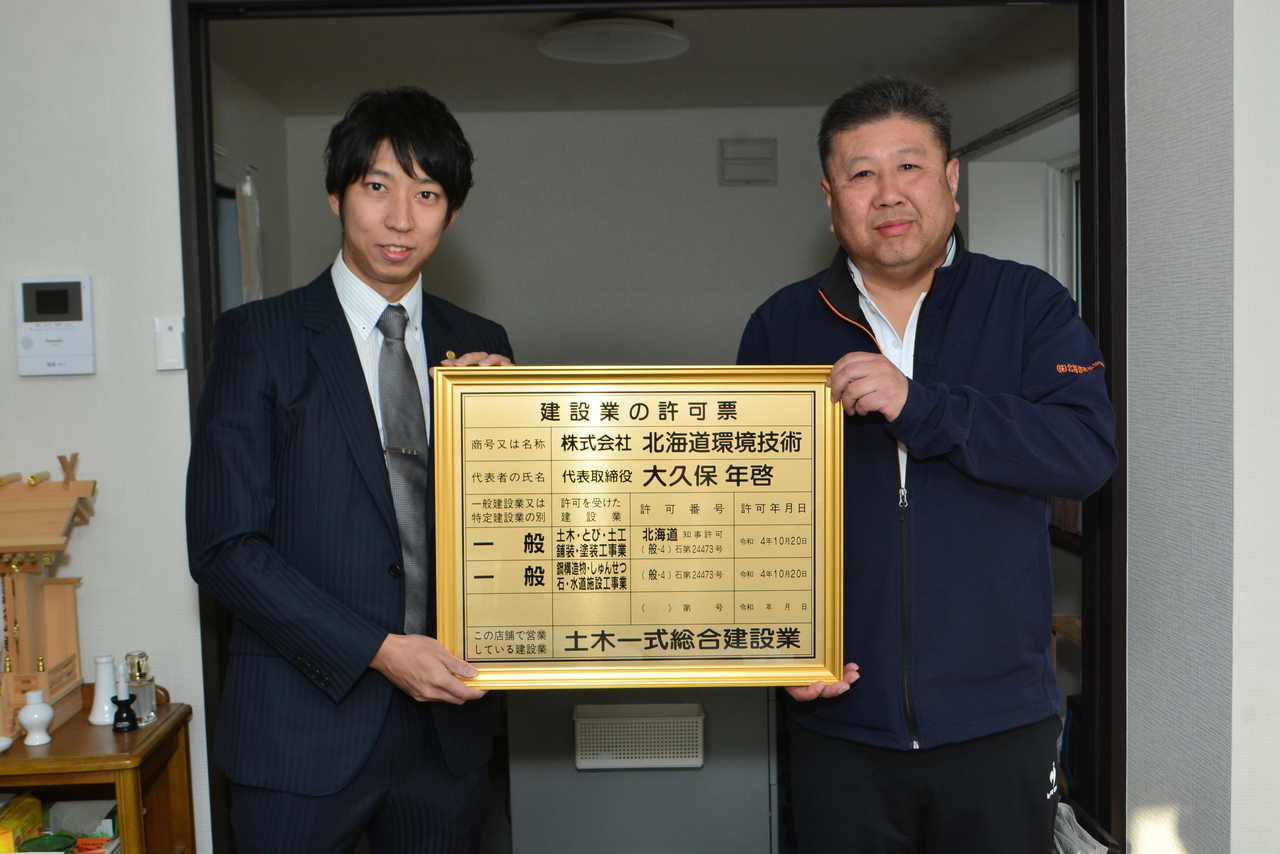 建設業の許可票
商号又は名称 株式会社 北海道環境技術
代表者の氏名 代表取締役 大久保 年啓
一般建設業又は
特定建設業の別
許可を受けた
建設業
許可番号
許可年月日
一般
土木・とび・土工
舗装・塗装工事業
北海道 知事許可
(般-4) 石第24473号
令和 4年10月20日
一般
鋼構造物・しゅんせつ
石・水道施設工事業
(般-4) 石第24473号
令和 4年10月20日
( ) 第 号
令和 年 月 日
この店舗で営業
している建設業
土木一式総合建設業
Panasonic